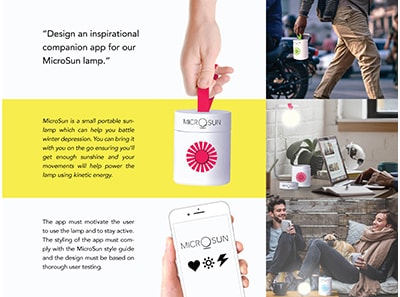 “Design an inspirational
companion app for our
MicroSun lamp.”
MICROSUN
MicroSun is a small portable sun-
lamp which can help you battle
winter depression. You can bring it
with you on the go ensuring you’ll
get enough sunshine and your
movements will help power the
lamp using kinetic energy.
The app must motivate the user
to use the lamp and to stay active.
The styling of the app must com-
ply with the MicroSun style guide
and the design must be based on
thorough user testing.
MICROSUN